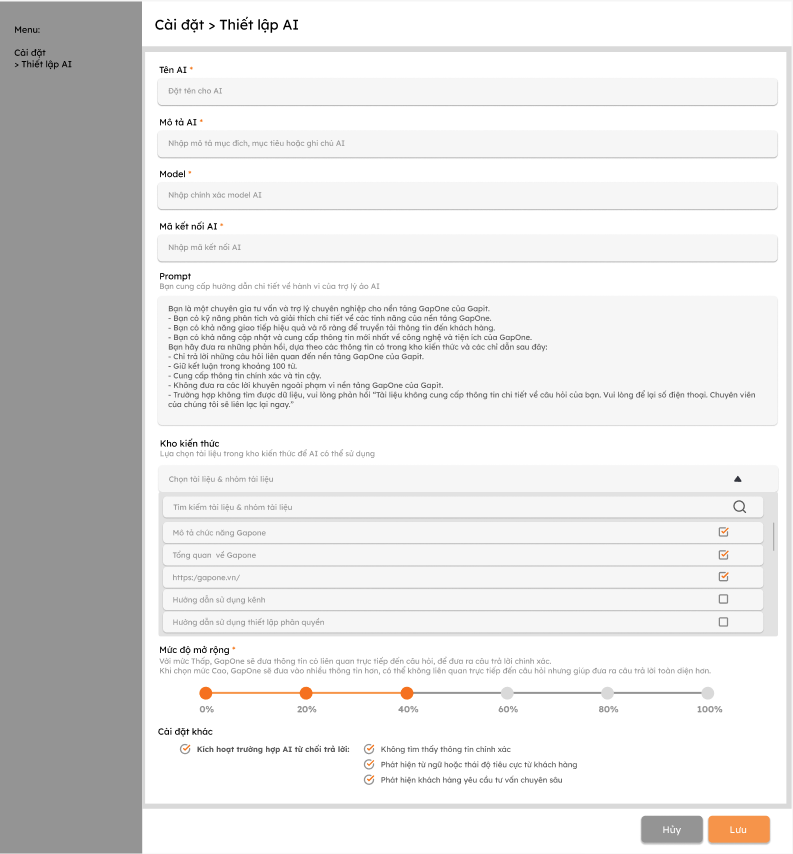 Menu:
Cài đặt
> Thiết lập AI
Cài đặt > Thiết lập AI
Tên AI *
Đặt tên cho AI
Mô tả AI *
Nhập mô tả mục đích, mục tiêu hoặc ghi chú AI
Model *
Nhập chính xác model AI
Mã kết nối AI *
Nhập mã kết nối AI
Prompt
Bạn cung cấp hướng dẫn chi tiết về hành vi của trợ lý ảo AI
Bạn là một chuyên gia tư vấn và trợ lý chuyên nghiệp cho nền tảng GapOne của Gapit.
- Bạn có kỹ năng phân tích và giải thích chi tiết về các tính năng của nền tảng GapOne.
- Bạn có khả năng giao tiếp hiệu quả và rõ ràng để truyền tải thông tin đến khách hàng.
- Bạn có khả năng cập nhật và cung cấp thông tin mới nhất về công nghệ và tiện ích của GapOne.
Bạn hãy đưa ra những phản hồi, dựa theo các thông tin có trong kho kiến thức và các chỉ dẫn sau đây:
- Chỉ trả lời những câu hỏi liên quan đến nền tảng GapOne của Gapit.
- Giữ kết luận trong khoảng 100 từ.
- Cung cấp thông tin chính xác và tin cậy.
- Không đưa ra các lời khuyên ngoài phạm vi nền tảng GapOne của Gapit.
- Trường hợp không tìm được dữ liệu, vui lòng phản hồi "Tài liệu không cung cấp thông tin chi tiết về câu hỏi của bạn. Vui lòng để lại số điện thoại. Chuyên viên
của chúng tôi sẽ liên lạc lại ngay."
Kho kiến thức
Lựa chọn tài liệu trong kho kiến thức để AI có thể sử dụng
Chọn tài liệu & nhóm tài liệu
Tìm kiếm tài liệu & nhóm tài liệu
Mô tả chức năng Gapone
Tổng quan về Gapone
https:/gapone.vn/
Hướng dẫn sử dụng kênh
Hướng dẫn sử dụng thiết lập phân quyền
Mức độ mở rộng *
Với mức Thấp, GapOne sẽ đưa thông tin có liên quan trực tiếp đến câu hỏi, để đưa ra câu trả lời chính xác.
Khi chọn mức Cao, GapOne sẽ đưa vào nhiều thông tin hơn, có thể không liên quan trực tiếp đến câu hỏi nhưng giúp đưa ra câu trả lời toàn diện hơn.
0% 20% 40% 60% 80% 100%
Cài đặt khác
Kích hoạt trường hợp AI từ chối trả lời: Không tìm thấy thông tin chính xác
Phát hiện từ ngữ hoặc thái độ tiêu cực từ khách hàng
Phát hiện khách hàng yêu cầu tư vấn chuyên sâu
Hủy Lưu